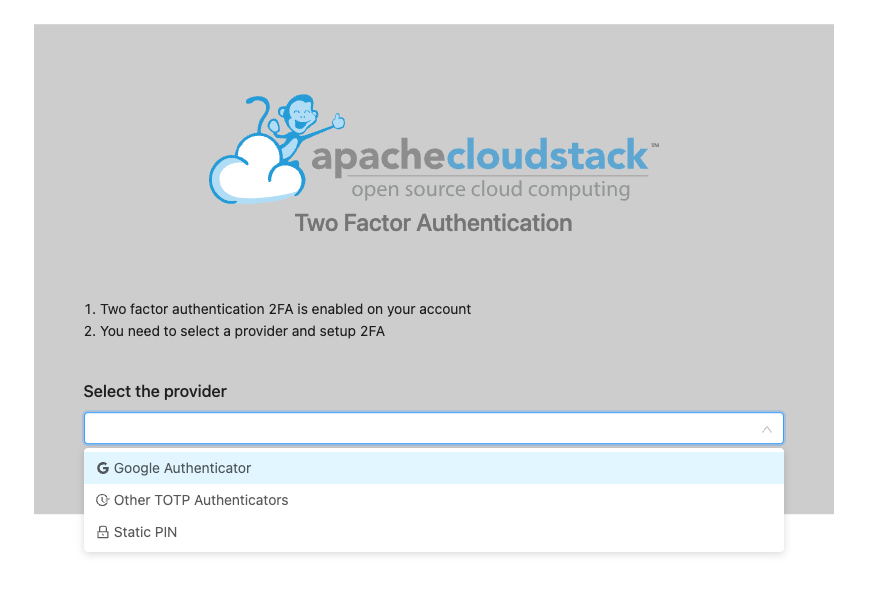 apachecloudstack™
open source cloud computing
Two Factor Authentication
1. Two factor authentication 2FA is enabled on your account
2. You need to select a provider and setup 2FA
Select the provider
Google Authenticator
Other TOTP Authenticators
Static PIN